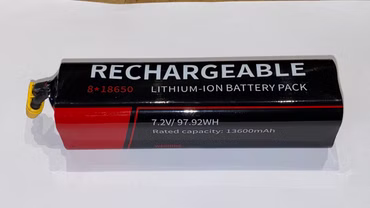 RECHARGEABLE
8*18650 LITHIUM-ION BATTERY PACK
7.2V/ 97.92WH
Rated capacity: 13600mAh